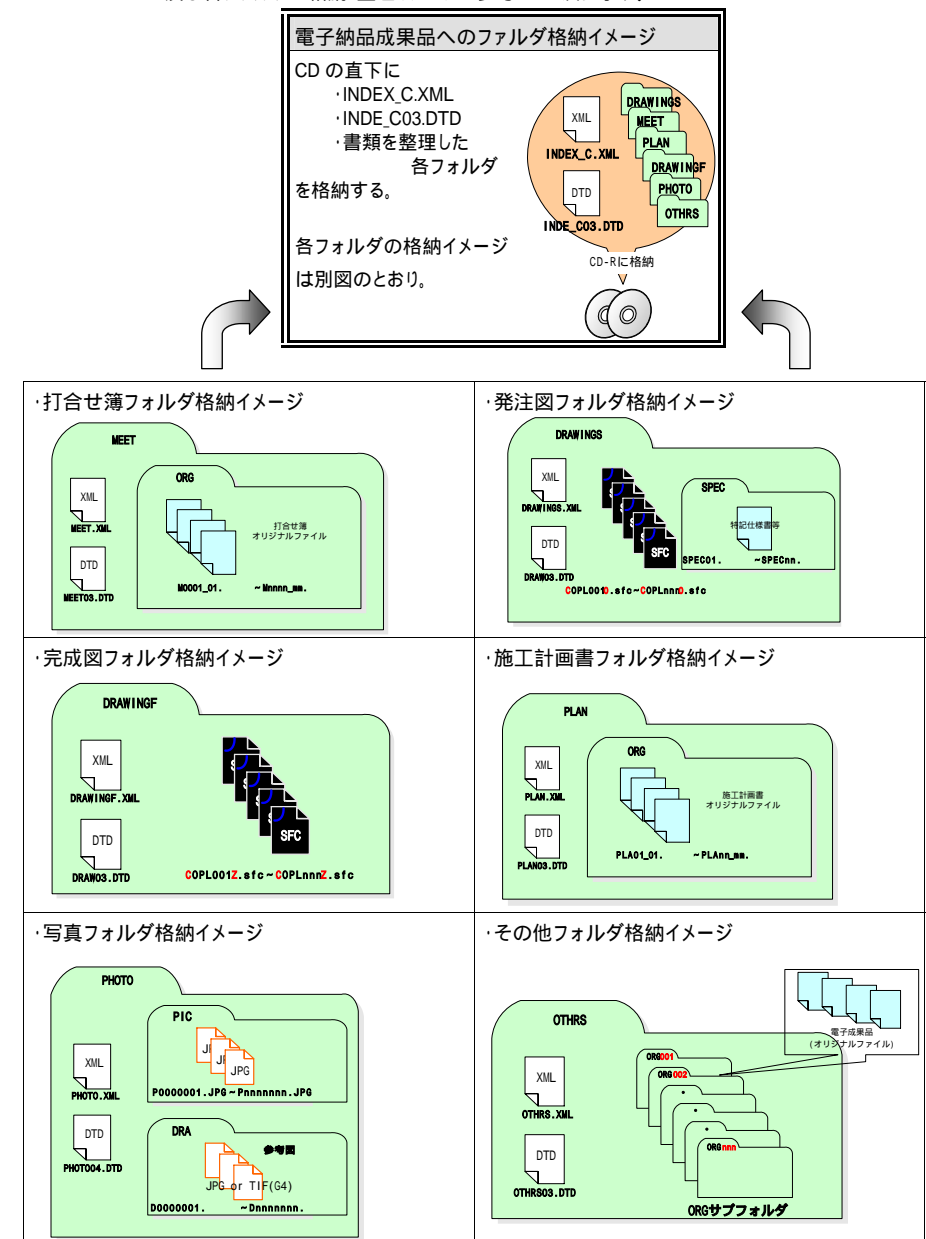 電子納品成果品へのファルダ格納イメージ
CD の直下に
・INDEX_C.XML
・INDE_C03.DTD
・書類を整理した
各フォルダ
を格納する。
各フォルダの格納イメージ
は別図のとおり。
XML
INDEX_C.XML
DTD
INDE_C03.DTD
DRAWINGS
MEET
PLAN
DRAWINGF
PHOTO
OTHRS
CD-Rに格納
・打合せ簿フォルダ格納イメージ
MEET
XML
MEET.XML
DTD
MEET03.DTD
ORG
打合せ簿
オリジナルファイル
M0001_01. ~Mnnnn_mm.
・発注図フォルダ格納イメージ
DRAWINGS
XML
DRAWINGS.XML
DTD
DRAW03.DTD
SFC
SPEC
特記仕様書等
SPEC01. ~SPECnn.
COPL001O.sfc~COPLnnnO.sfc
・完成図フォルダ格納イメージ
DRAWINGF
XML
DRAWINGF.XML
DTD
DRAW03.DTD
SFC
COPL001Z.sfc~COPLnnnZ.sfc
・施工計画書フォルダ格納イメージ
PLAN
XML
PLAN.XML
DTD
PLAN03.DTD
ORG
施工計画書
オリジナルファイル
PLA01_01. ~PLAnn_mm.
・写真フォルダ格納イメージ
PHOTO
XML
PHOTO.XML
DTD
PHOTO04.DTD
PIC
JPG
P0000001.JPG~Pnnnnnnn.JPG
DRA
参考図
JPG or TIF(G4)
D0000001. ~Dnnnnnnn.
・その他フォルダ格納イメージ
OTHRS
XML
OTHRS.XML
DTD
OTHRS03.DTD
ORG001
ORG002
ORGnnn
ORGサブフォルダ
電子成果品
(オリジナルファイル)